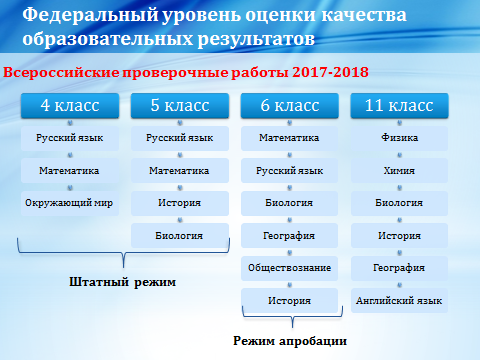 Федеральный уровень оценки качества
образовательных результатов
Всероссийские проверочные работы 2017-2018
4 класс
Русский язык
Математика
Окружающий мир
5 класс
Русский язык
Математика
История
Биология
Штатный режим
6 класс
Математика
Русский язык
Биология
География
Обществознание
История
Режим апробации
11 класс
Физика
Химия
Биология
История
География
Английский язык